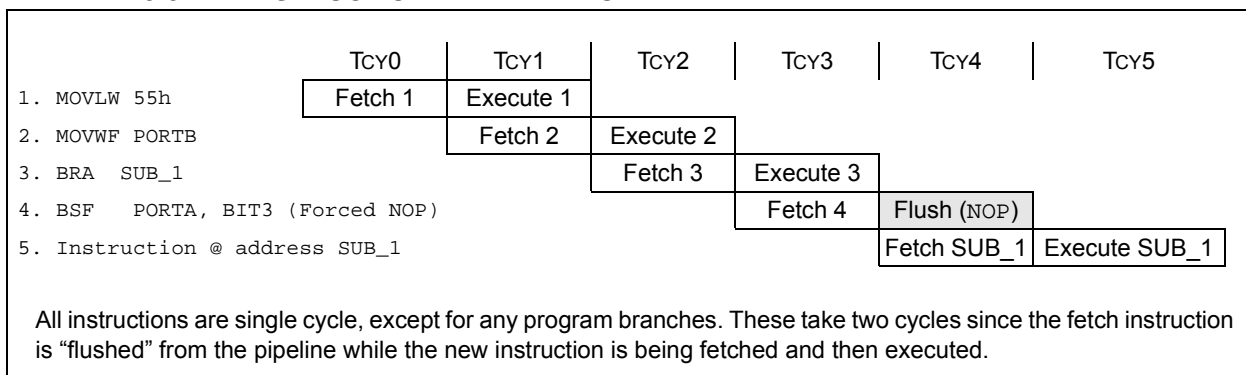 TCY0 TCY1 TCY2 TCY3 TCY4 TCY5
1. MOVLW 55h Fetch 1 Execute 1
2. MOVWF PORTB Fetch 2 Execute 2
3. BRA SUB_1 Fetch 3 Execute 3
4. BSF PORTA, BIT3 (Forced NOP) Fetch 4 Flush (NOP)
5. Instruction @ address SUB_1 Fetch SUB_1 Execute SUB_1
All instructions are single cycle, except for any program branches. These take two cycles since the fetch instruction
is “flushed” from the pipeline while the new instruction is being fetched and then executed.